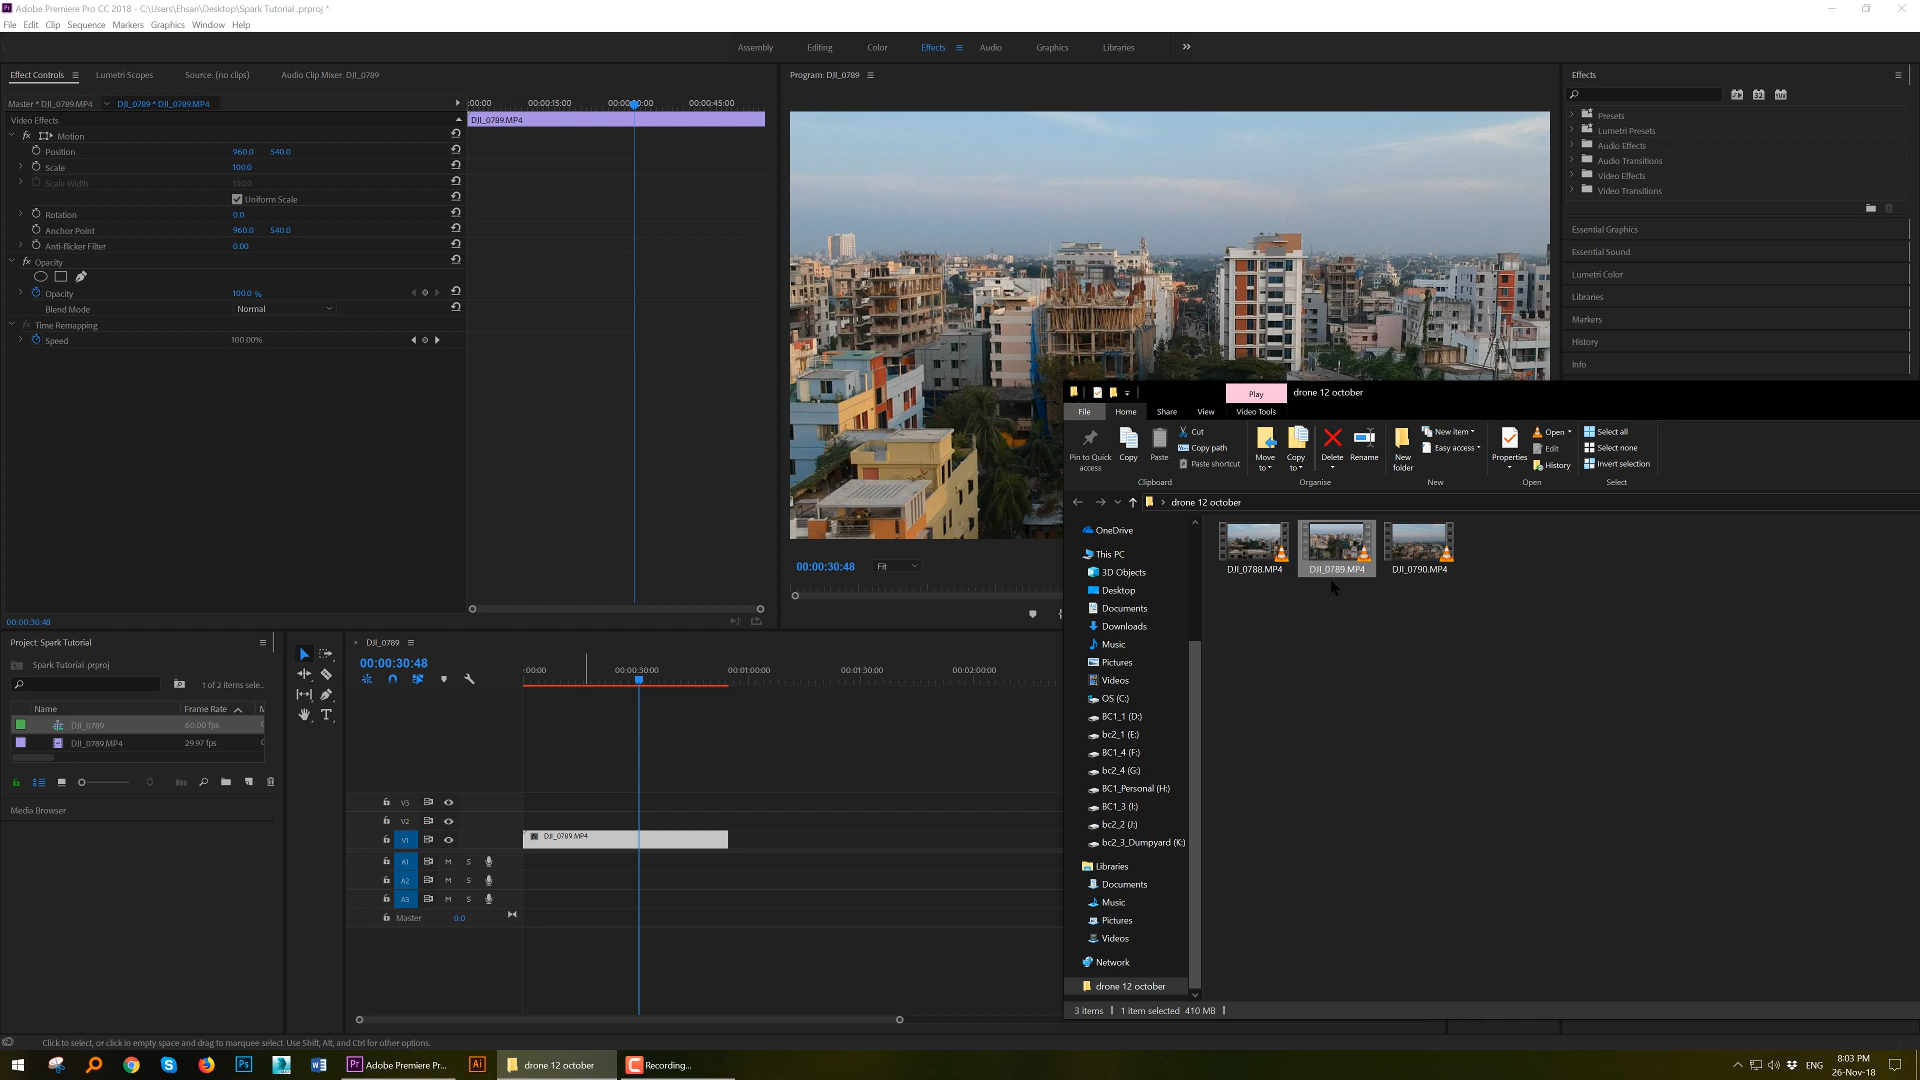 Adobe Premiere Pro CC 2018 - C:\Users\Ehsan\Desktop\Spark Tutorial .prproj *
File Edit Clip Sequence Markers Graphics Window Help
Assembly Editing Color Effects Audio Graphics Libraries
Effect Controls Lumetri Scopes Source: (no clips) Audio Clip Mixer: DJI_0789
Master * DJI_0789.MP4 DJI_0789 * DJI_0789.MP4
:00:00 00:00:15:00 00:00:30:00 00:00:45:00
Video Effects
DJI_0789.MP4
fx Motion
Position 960.0 540.0
Scale 100.0
Scale Width 100.0
Uniform Scale
Rotation 0.0
Anchor Point 960.0 540.0
Anti-flicker Filter 0.00
fx Opacity
Opacity 100.0 %
Blend Mode Normal
fx Time Remapping
Speed 100.00%
00:00:30:48
Program: DJI_0789
00:00:30:48 Fit
Effects
Presets
Lumetri Presets
Audio Effects
Audio Transitions
Video Effects
Video Transitions
Essential Graphics
Essential Sound
Lumetri Color
Libraries
Markers
History
Info
Play drone 12 october
File Home Share View Video Tools
Pin to Quick access
Copy
Paste
Cut
Copy path
Paste shortcut
Clipboard
Move to
Copy to
Delete
Rename
Organise
New folder
New item
Easy access
New
Properties
Open
Edit
History
Open
Select all
Select none
Invert selection
Select
drone 12 october
OneDrive
This PC
3D Objects
Desktop
Documents
Downloads
Music
Pictures
Videos
OS (C:)
BC1_1 (D:)
bc2_1 (E:)
BC1_4 (F:)
bc2_4 (G:)
BC1_Personal (H:)
BC1_3 (I:)
bc2_2 (J:)
bc2_3_Dumpyard (K:)
Libraries
Documents
Music
Pictures
Videos
Network
drone 12 october
DJI_0788.MP4 DJI_0789.MP4 DJI_0790.MP4
3 items 1 item selected 410 MB
Project: Spark Tutorial
Spark Tutorial .prproj
1 of 2 items sele...
Name Frame Rate M
DJI_0789 60.00 fps
DJI_0789.MP4 29.97 fps
Media Browser
DJI_0789
00:00:30:48
:00:00 00:00:30:00 00:01:00:00 00:01:30:00 00:02:00:00
V3
V2
V1
DJI_0789.MP4
A1 M S
A2 M S
A3 M S
Master 0.0
Click to select, or click in empty space and drag to marquee select. Use Shift, Alt, and Ctrl for other options.
Adobe Premiere Pr... drone 12 october Recording...
ENG
8:03 PM
26-Nov-18